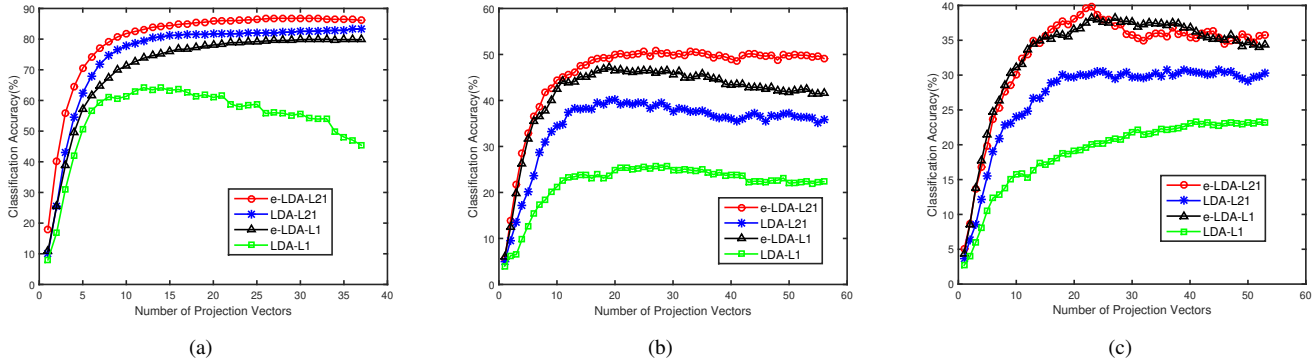 Classification Accuracy(%)
90
80
70
60
50
40
30
20
10
0
0
5
10
15
20
25
30
35
40
Number of Projection Vectors
e-LDA-L21
LDA-L21
e-LDA-L1
LDA-L1
(a)
Classification Accuracy(%)
60
50
40
30
20
10
0
0
10
20
30
40
50
60
Number of Projection Vectors
e-LDA-L21
LDA-L21
e-LDA-L1
LDA-L1
(b)
Classification Accuracy(%)
40
35
30
25
20
15
10
5
0
0
10
20
30
40
50
60
Number of Projection Vectors
e-LDA-L21
LDA-L21
e-LDA-L1
LDA-L1
(c)